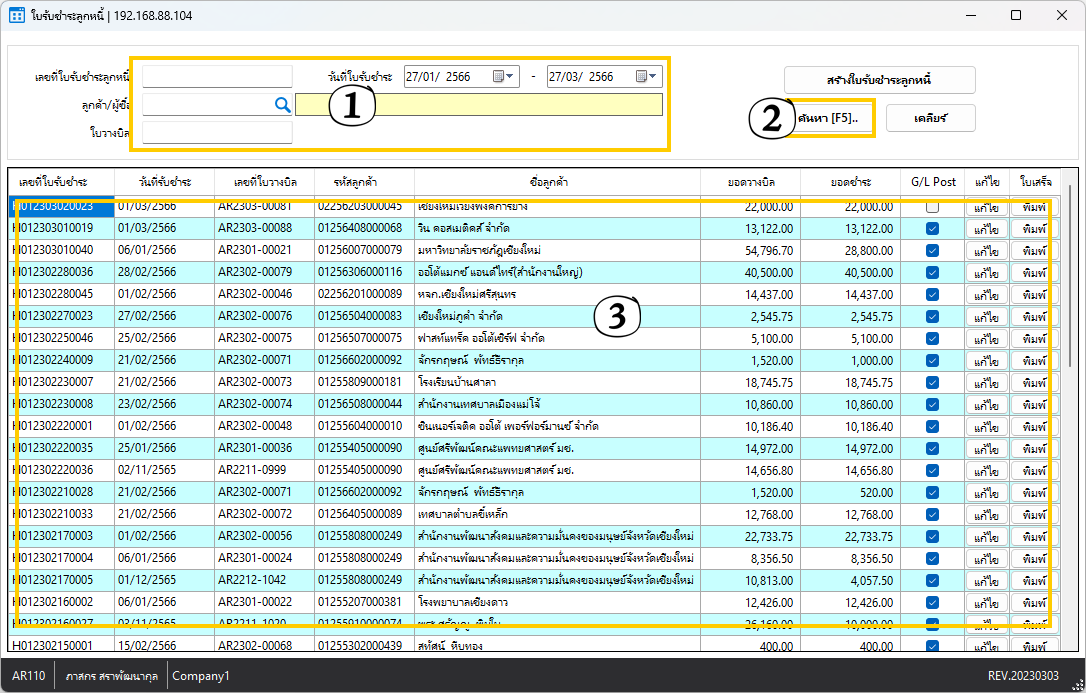 ใบรับชำระลูกหนี้ | 192.168.88.104
เลขที่ใบรับชำระลูกหนี้ วันที่ใบรับชำระ 27/01/ 2566 - 27/03/ 2566 สร้างใบรับชำระลูกหนี้
ลูกค้า/ผู้ซื้อ 1 2 ค้นหา [F5].. เคลียร์
ใบวางบิล
เลขที่ใบรับชำระ วันที่รับชำระ เลขที่ใบวางบิล รหัสลูกค้า ชื่อลูกค้า ยอดวางบิล ยอดชำระ G/L Post แก้ไข ใบเสร็จ
H012303020023 01/03/2566 AR2303-00081 02256203000045 เชียงใหม่เวียงพิงค์การยาง 22,000.00 22,000.00 แก้ไข พิมพ์
H012303010019 01/03/2566 AR2303-00088 01256408000068 วิน คอสเมติคส์ จำกัด 13,122.00 13,122.00 แก้ไข พิมพ์
H012303010040 06/01/2566 AR2301-00021 01256007000079 มหาวิทยาลัยราชภัฏเชียงใหม่ 54,796.70 28,800.00 แก้ไข พิมพ์
H012302280036 28/02/2566 AR2302-00079 01256306000116 ออโต้แมกซ์ แอนด์ไทร์(สำนักงานใหญ่) 40,500.00 40,500.00 แก้ไข พิมพ์
H012302280045 01/02/2566 AR2302-00046 02256201000089 หจก.เชียงใหม่ศรีสุนทร 14,437.00 14,437.00 แก้ไข พิมพ์
H012302270023 27/02/2566 AR2302-00076 01256504000083 เชียงใหม่ภูคำ จำกัด 3 2,545.75 2,545.75 แก้ไข พิมพ์
H012302250046 25/02/2566 AR2302-00075 01256507000075 ฟาสท์แทร็ค ออโต้เซิร์ฟ จำกัด 5,100.00 5,100.00 แก้ไข พิมพ์
H012302240009 21/02/2566 AR2302-00071 01256602000092 จักรกฤษณ์ พัทธ์ธีรากุล 1,520.00 1,000.00 แก้ไข พิมพ์
H012302230007 21/02/2566 AR2302-00073 01255809000181 โรงเรียนบ้านศาลา 18,745.75 18,745.75 แก้ไข พิมพ์
H012302230008 23/02/2566 AR2302-00074 01256508000044 สำนักงานเทศบาลเมืองแม่โจ้ 10,860.00 10,860.00 แก้ไข พิมพ์
H012302220001 01/02/2566 AR2302-00048 01255604000010 ซันเนอร์เจติค ออโต้ เพอร์ฟอร์มานซ์ จำกัด 10,186.40 10,186.40 แก้ไข พิมพ์
H012302220035 25/01/2566 AR2301-00036 01255405000090 ศูนย์ศรีพัฒน์คณะแพทยศาสตร์ มช. 14,972.00 14,972.00 แก้ไข พิมพ์
H012302220036 02/11/2565 AR2211-0999 01255405000090 ศูนย์ศรีพัฒน์คณะแพทยศาสตร์ มช. 14,656.80 14,656.80 แก้ไข พิมพ์
H012302210028 21/02/2566 AR2302-00071 01256602000092 จักรกฤษณ์ พัทธ์ธีรากุล 1,520.00 520.00 แก้ไข พิมพ์
H012302210033 21/02/2566 AR2302-00072 01256405000089 เทศบาลตำบลขี้เหล็ก 12,768.00 12,768.00 แก้ไข พิมพ์
H012302170003 01/02/2566 AR2302-00056 01255808000249 สำนักงานพัฒนาสังคมและความมั่นคงของมนุษย์จังหวัดเชียงใหม่ 22,733.75 22,733.75 แก้ไข พิมพ์
H012302170004 06/01/2566 AR2301-00024 01255808000249 สำนักงานพัฒนาสังคมและความมั่นคงของมนุษย์จังหวัดเชียงใหม่ 8,356.50 8,356.50 แก้ไข พิมพ์
H012302170005 01/12/2565 AR2212-1042 01255808000249 สำนักงานพัฒนาสังคมและความมั่นคงของมนุษย์จังหวัดเชียงใหม่ 10,813.00 4,057.50 แก้ไข พิมพ์
H012302160002 06/01/2566 AR2301-00022 01255207000381 โรงพยาบาลเชียงดาว 12,426.00 12,426.00 แก้ไข พิมพ์
H012302160027 03/11/2565 AR2211-1020 01255910000074 26,160.00 10,000.00 แก้ไข พิมพ์
H012302150001 15/02/2566 AR2302-00068 01255302000439 สหัศน์ หีบทอง 400.00 400.00 แก้ไข พิมพ์
AR110 ภาสกร สราพัฒนากุล Company1 REV.20230303